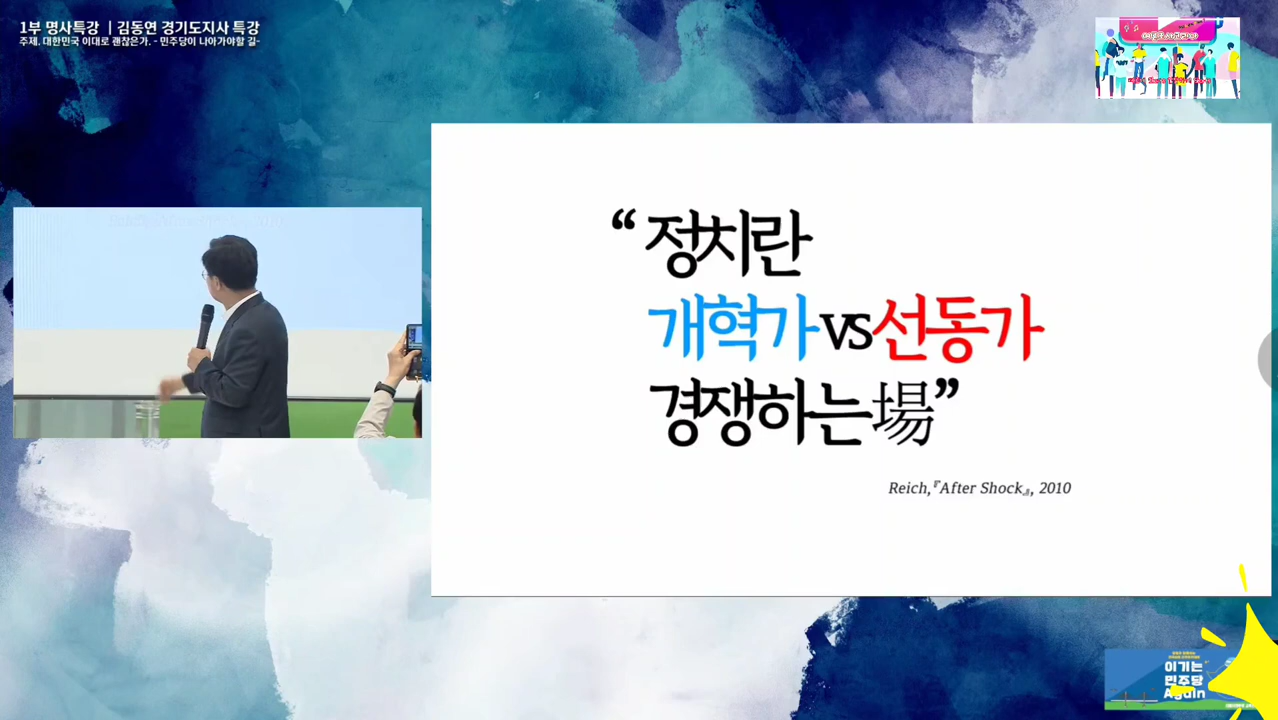 1부 명사특강 | 김동연 경기도지사 특강
주제. 대한민국 이대로 괜찮은가. - 민주당이 나아가야할 길-
“정치란
개혁가vs선동가
경쟁하는場”
Reich,『After Shock』, 2010
이기는
민주당
Again